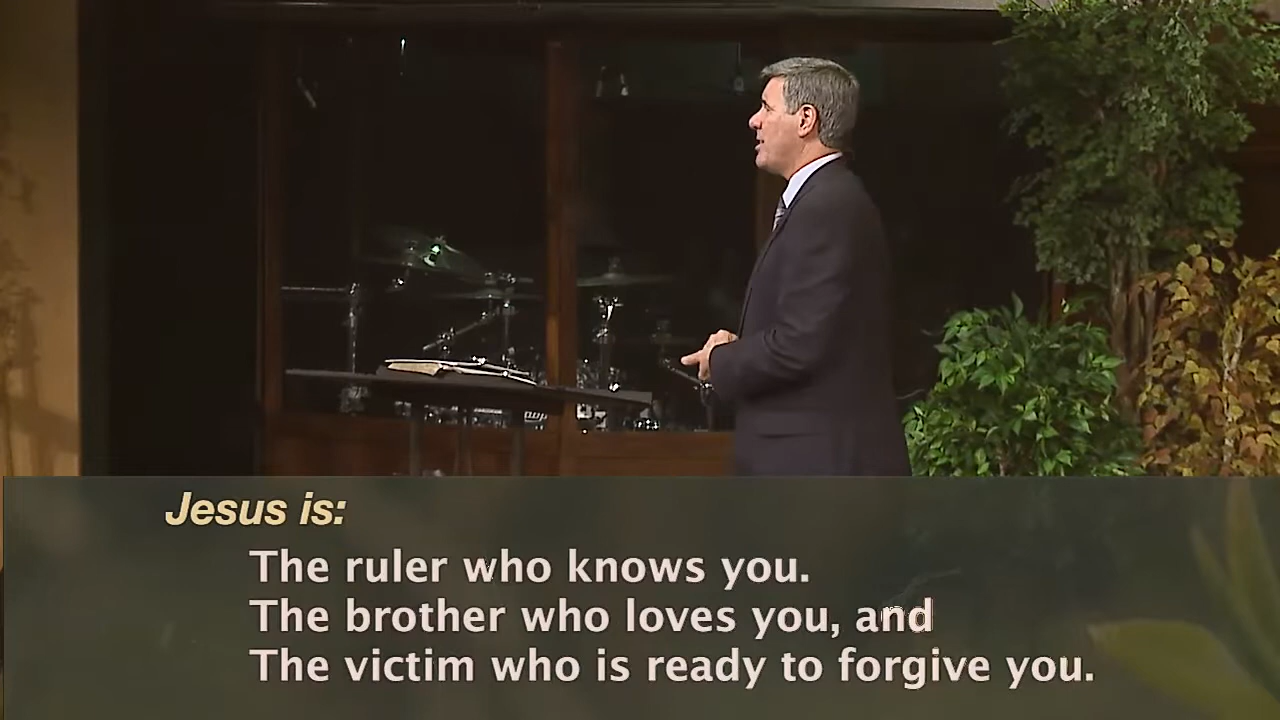 Jesus is:
The ruler who knows you.
The brother who loves you, and
The victim who is ready to forgive you.